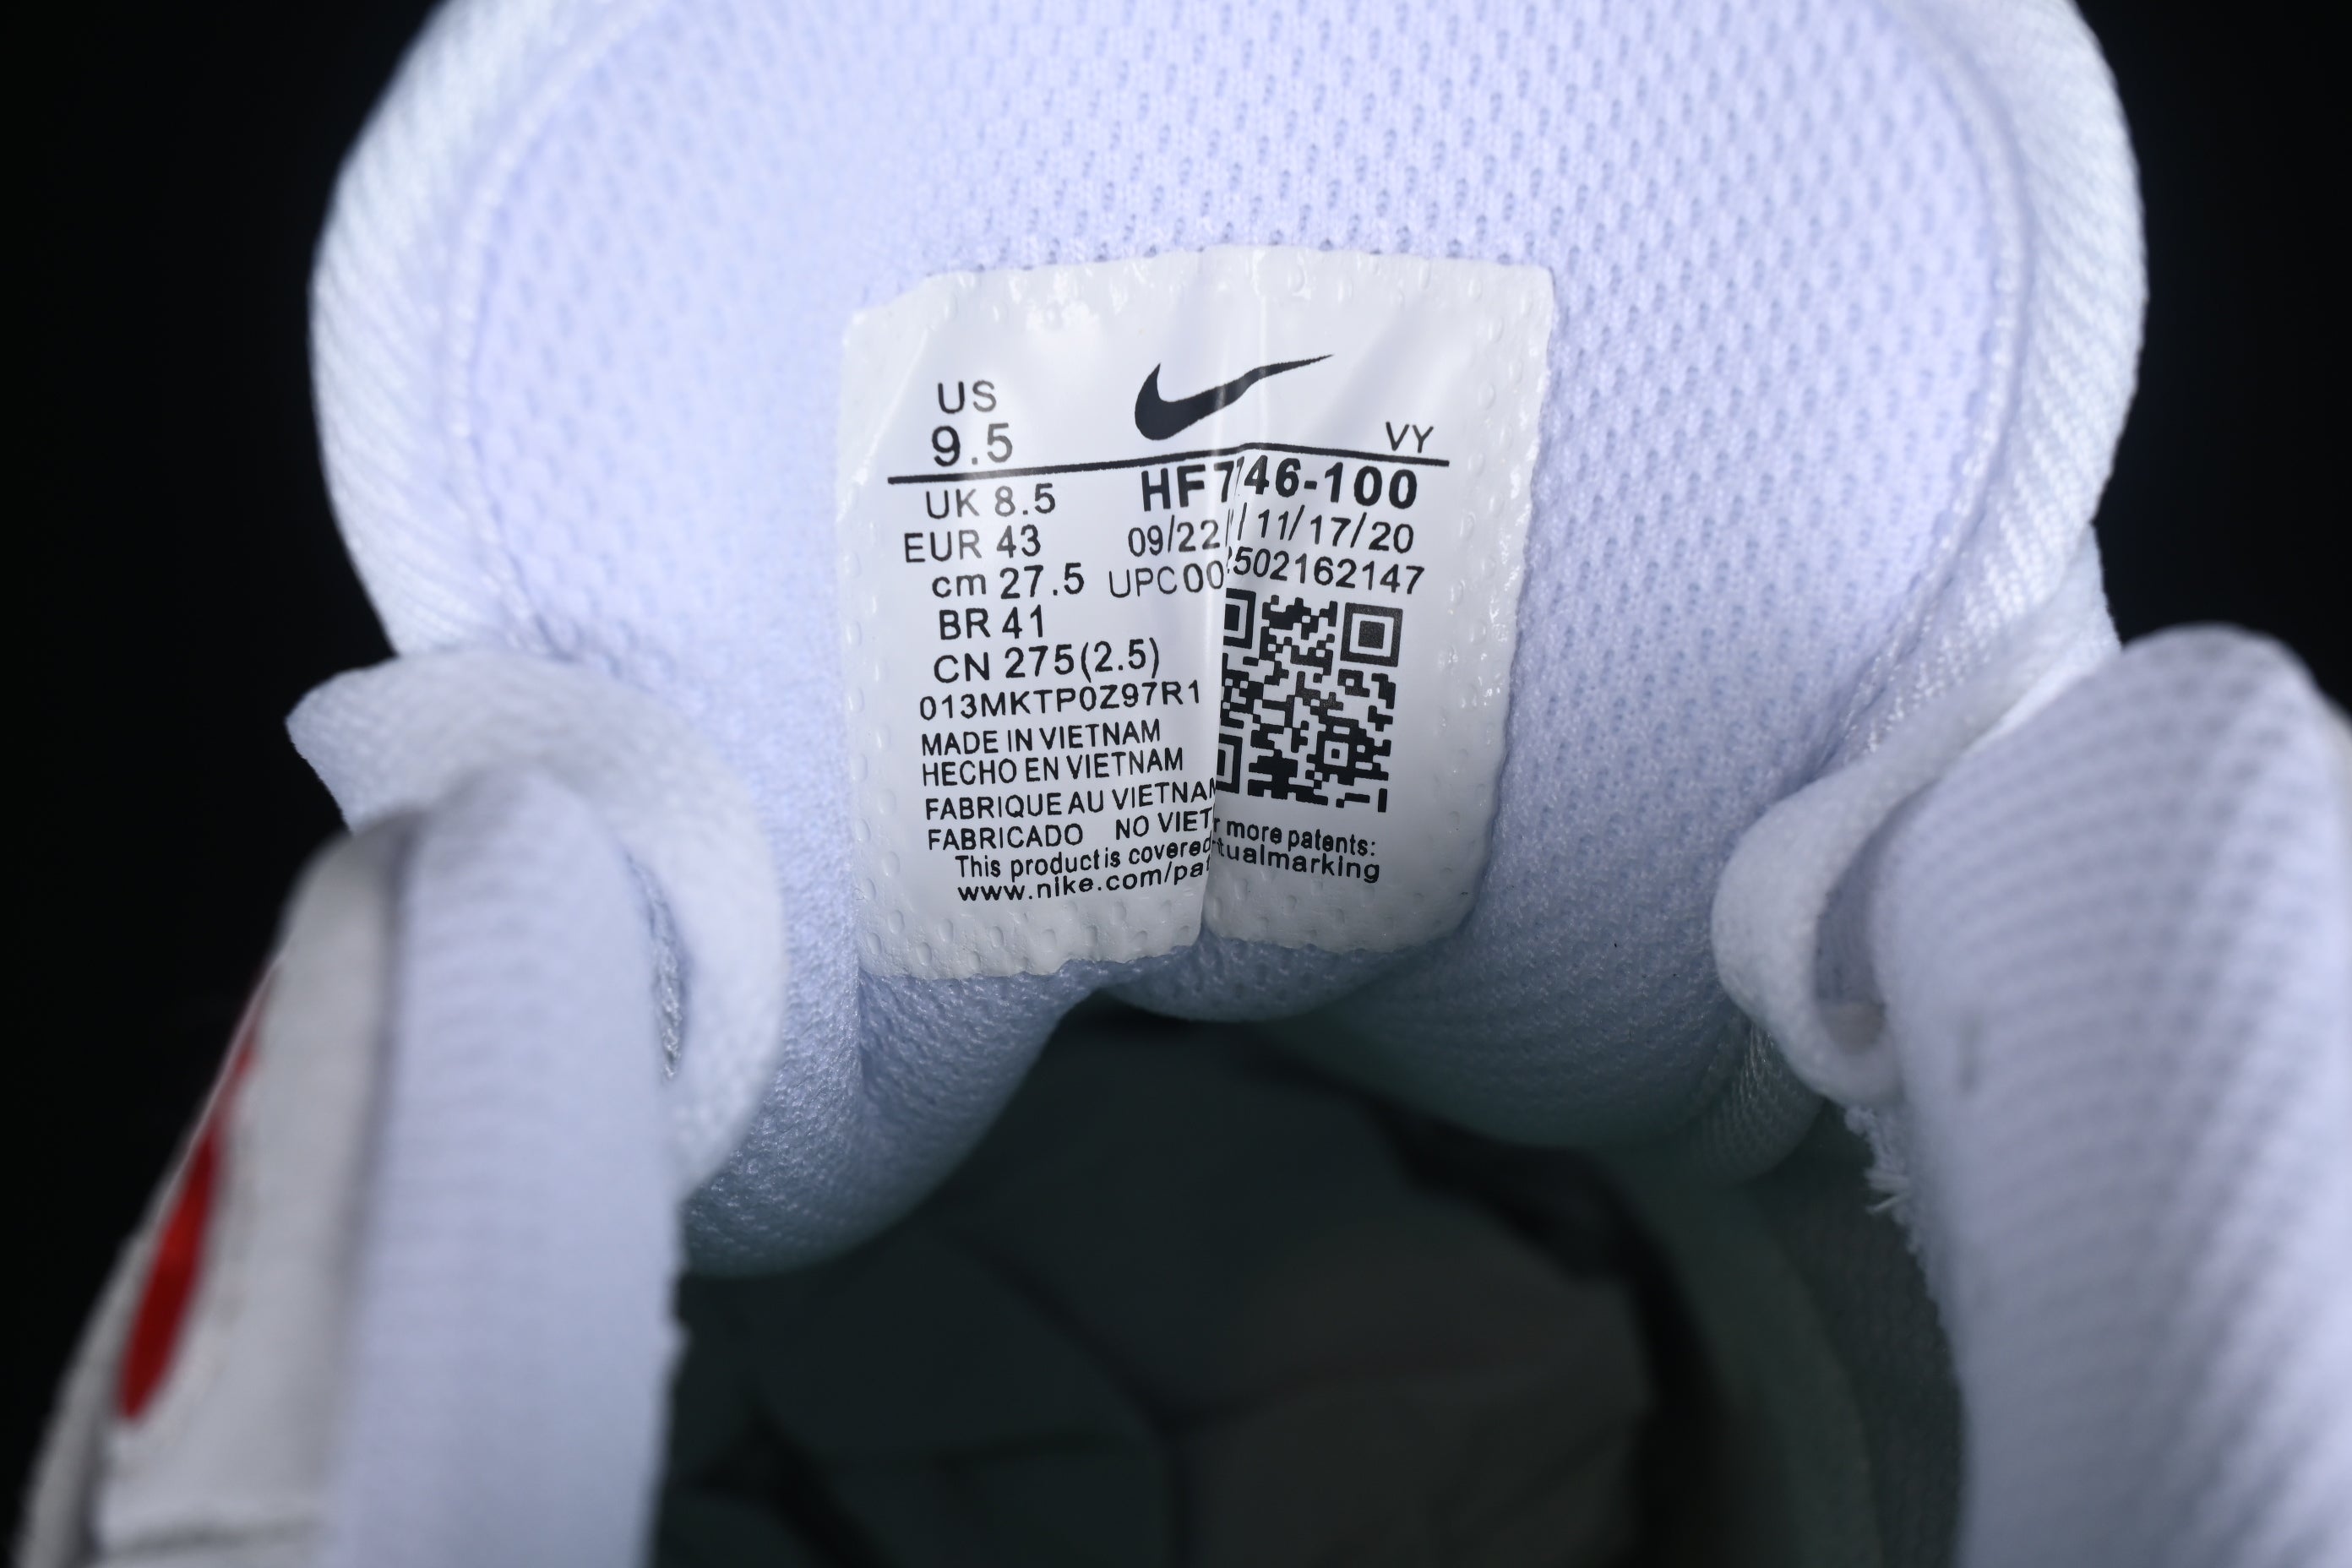 US
9.5
VY
UK 8.5
HF7746-100
EUR 43
09/22/ 11/17/20
cm 27.5
UPC00 502162147
BR 41
CN 275(2.5)
013MKTP0Z97R1
MADE IN VIETNAM
HECHO EN VIETNAM
FABRIQUE AU VIETNAM
FABRICADO NO VIET
This product is covered
more patents:
www.nike.com/pa tualmarking